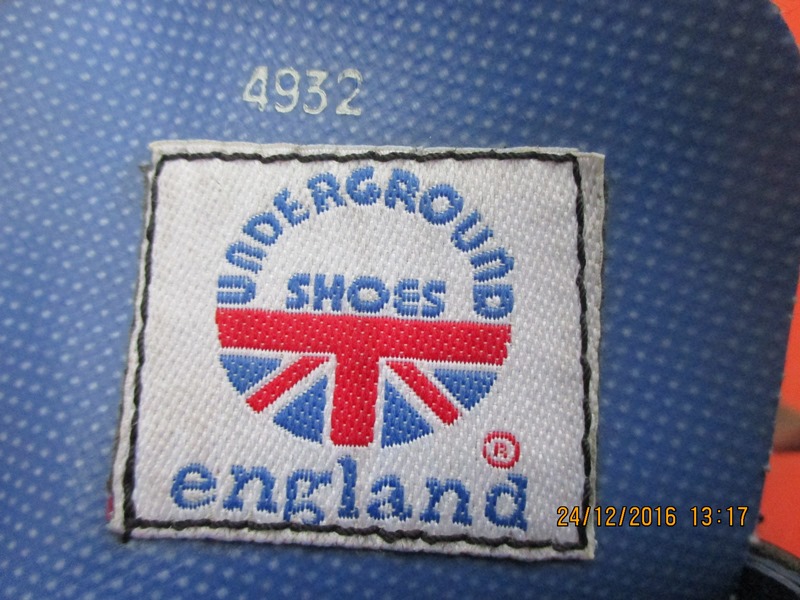 4932
UNDERGROUND
SHOES
®
england
24/12/2016 13:17